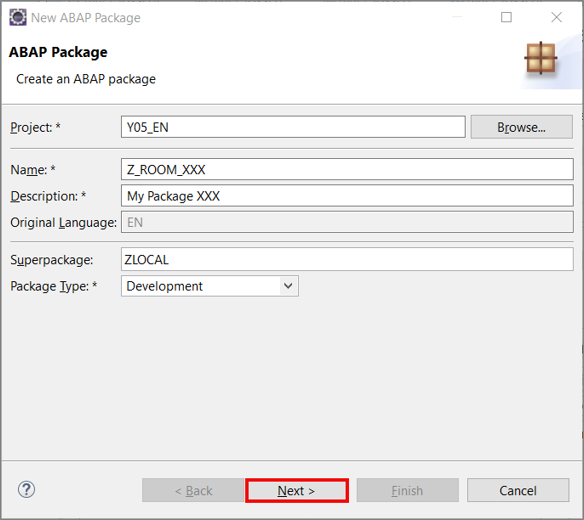 New ABAP Package
ABAP Package
Create an ABAP package
Project: * Y05_EN Browse...
Name: * Z_ROOM_XXX
Description: * My Package XXX
Original Language: EN
Superpackage: ZLOCAL
Package Type: * Development
? < Back Next > Finish Cancel